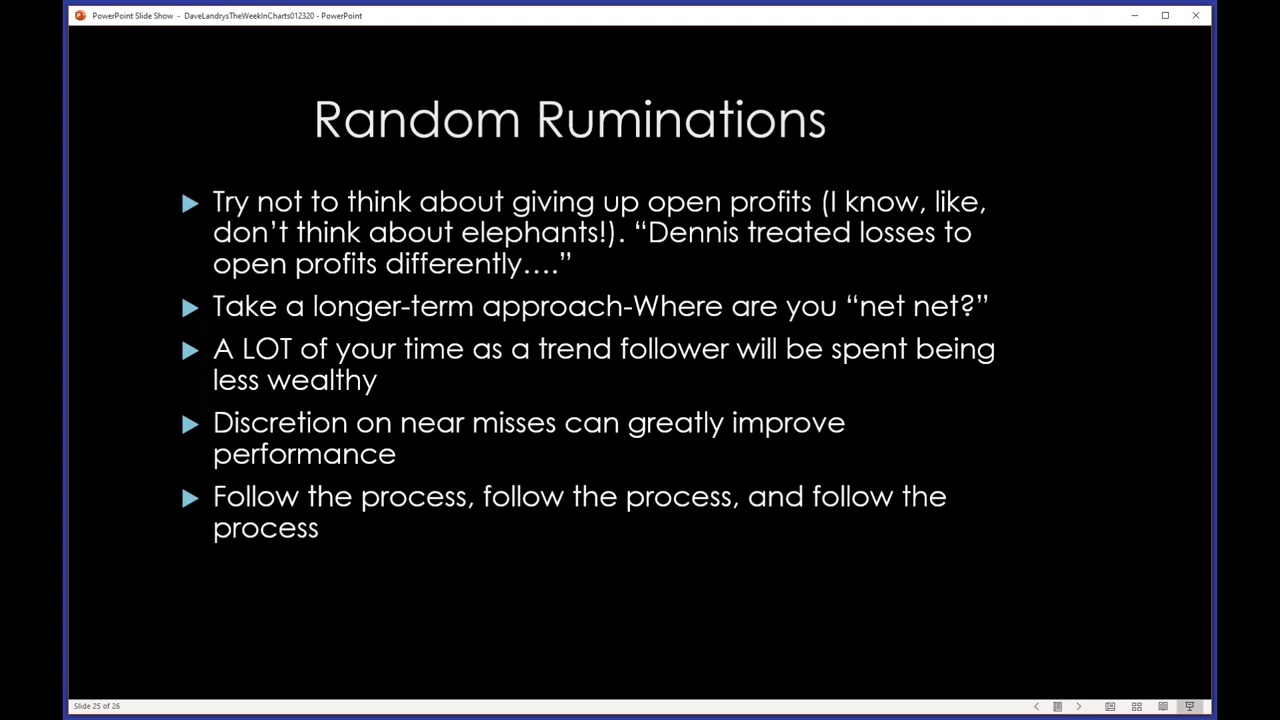 PowerPoint Slide Show - DaveLandrysTheWeekInCharts012320 - PowerPoint
Random Ruminations
Try not to think about giving up open profits (I know, like,
don’t think about elephants!). “Dennis treated losses to
open profits differently….”
Take a longer-term approach-Where are you “net net?”
A LOT of your time as a trend follower will be spent being
less wealthy
Discretion on near misses can greatly improve
performance
Follow the process, follow the process, and follow the
process
Slide 25 of 26